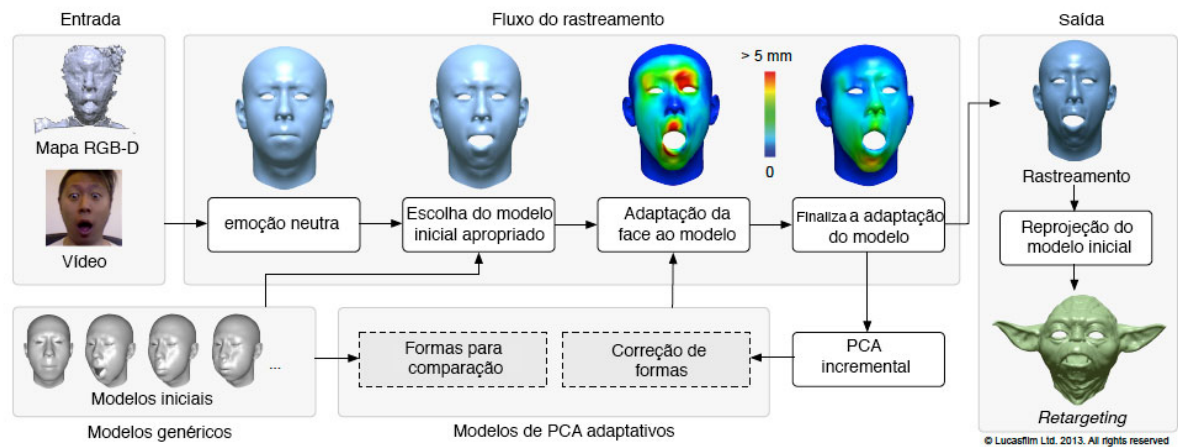 Entrada
Fluxo do rastreamento
Saída
> 5 mm
0
Mapa RGB-D
Vídeo
emoção neutra
Escolha do modelo
inicial apropriado
Adaptação da
face ao modelo
Finaliza a adaptação
do modelo
Rastreamento
Reprojeção do
modelo inicial
Retargeting
...
Modelos iniciais
Modelos genéricos
Formas para
comparação
Correção de
formas
Modelos de PCA adaptativos
PCA
incremental
© Lucasfilm Ltd. 2013. All rights reserved